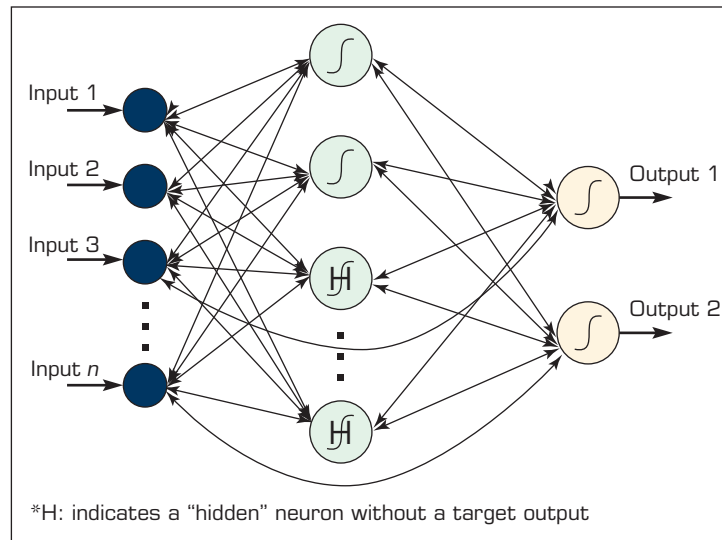 Input 1
Input 2
Input 3
Input n
H
H
Output 1
Output 2
*H: indicates a “hidden” neuron without a target output